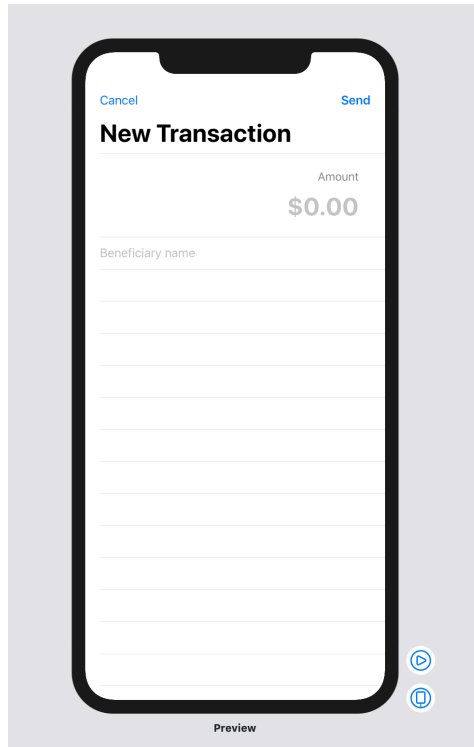 Cancel Send
New Transaction
Amount
$0.00
Beneficiary name
Preview